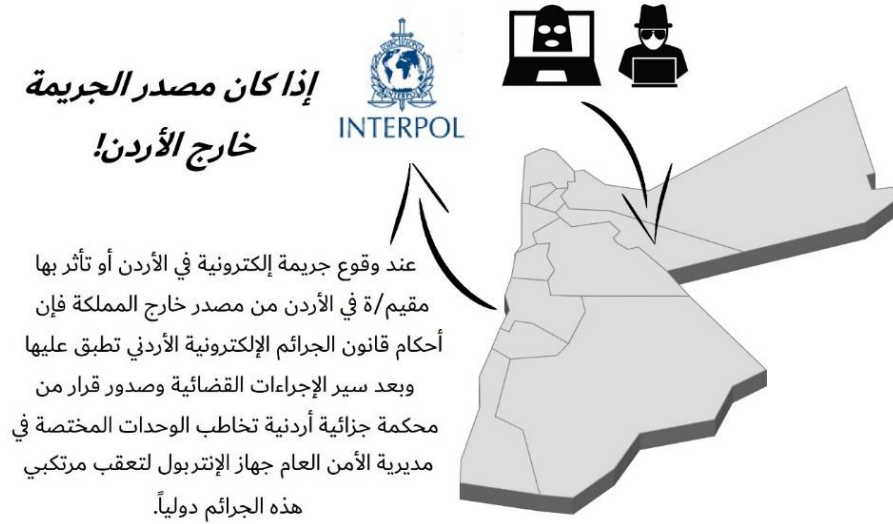 إذا كان مصدر الجريمة
خارج الأردن!
INTERPOL
عند وقوع جريمة إلكترونية في الأردن أو تأثر بها
مقيم/ة في الأردن من مصدر خارج المملكة فإن
أحكام قانون الجرائم الإلكترونية الأردني تطبق عليها
وبعد سير الإجراءات القضائية وصدور قرار من
محكمة جزائية أردنية تخاطب الوحدات المختصة في
مديرية الأمن العام جهاز الإنتربول لتعقب مرتكبي
هذه الجرائم دولياً.